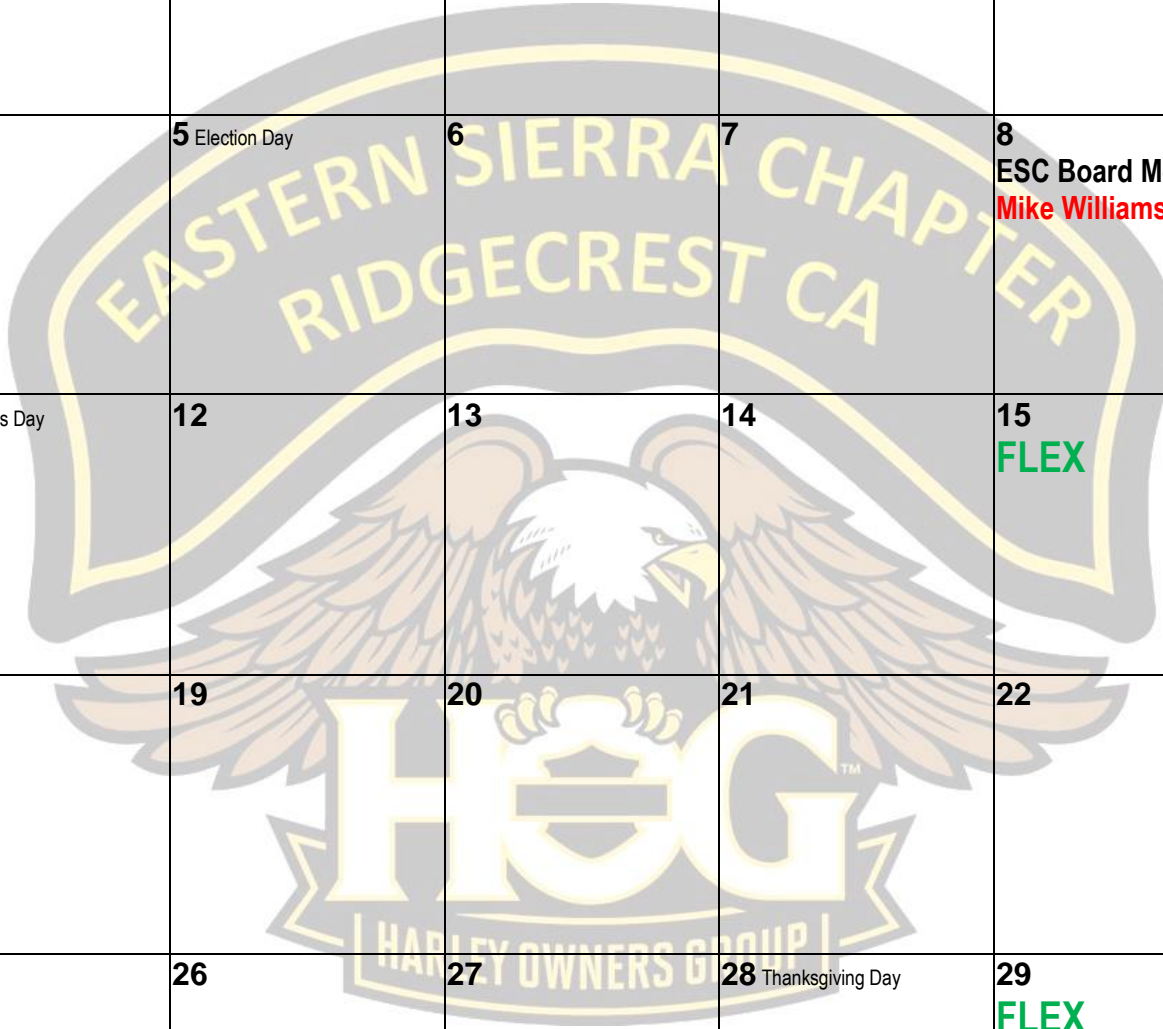 EASTERN SIERRA CHAPTER
RIDGECREST CA
5 Election Day
6
7
8
ESC Board M
Mike Williams
s Day
12
13
14
15
FLEX
19
20
21
22
HOG
TM
HARLEY OWNERS GROUP
26
27
28 Thanksgiving Day
29
FLEX